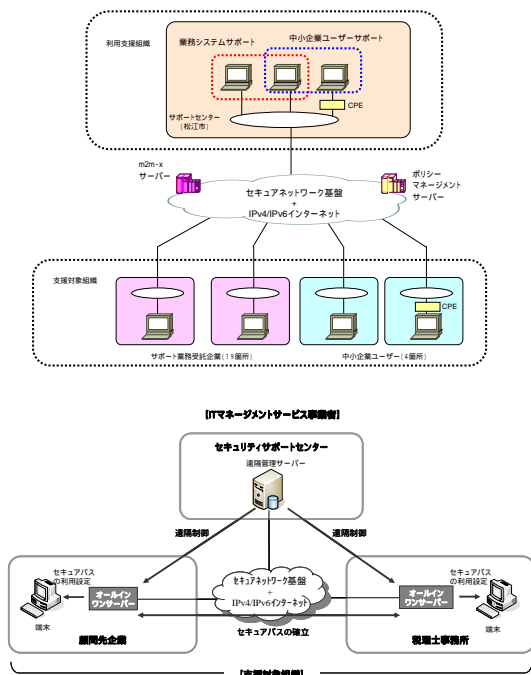 利用支援組織
業務システムサポート
中小企業ユーザーサポート
CPE
サポートセンター
(松江市)
m2m-x
サーバー
ポリシー
マネージメント
サーバー
セキュアネットワーク基盤
+
IPv4/IPv6インターネット
支援対象組織
CPE
サポート業務受託企業(19箇所)
中小企業ユーザー(4箇所)
[ITマネージメントサービス事業者]
セキュリティサポートセンター
遠隔管理サーバー
遠隔制御
遠隔制御
セキュアパス
の利用設定
オールイン
ワンサーバー
端末
顧問先企業
セキュアネットワーク基盤
+
IPv4/IPv6インターネット
セキュアパスの確立
セキュアパス
の利用設定
オールイン
ワンサーバー
端末
税理士事務所
[支援対象組織]